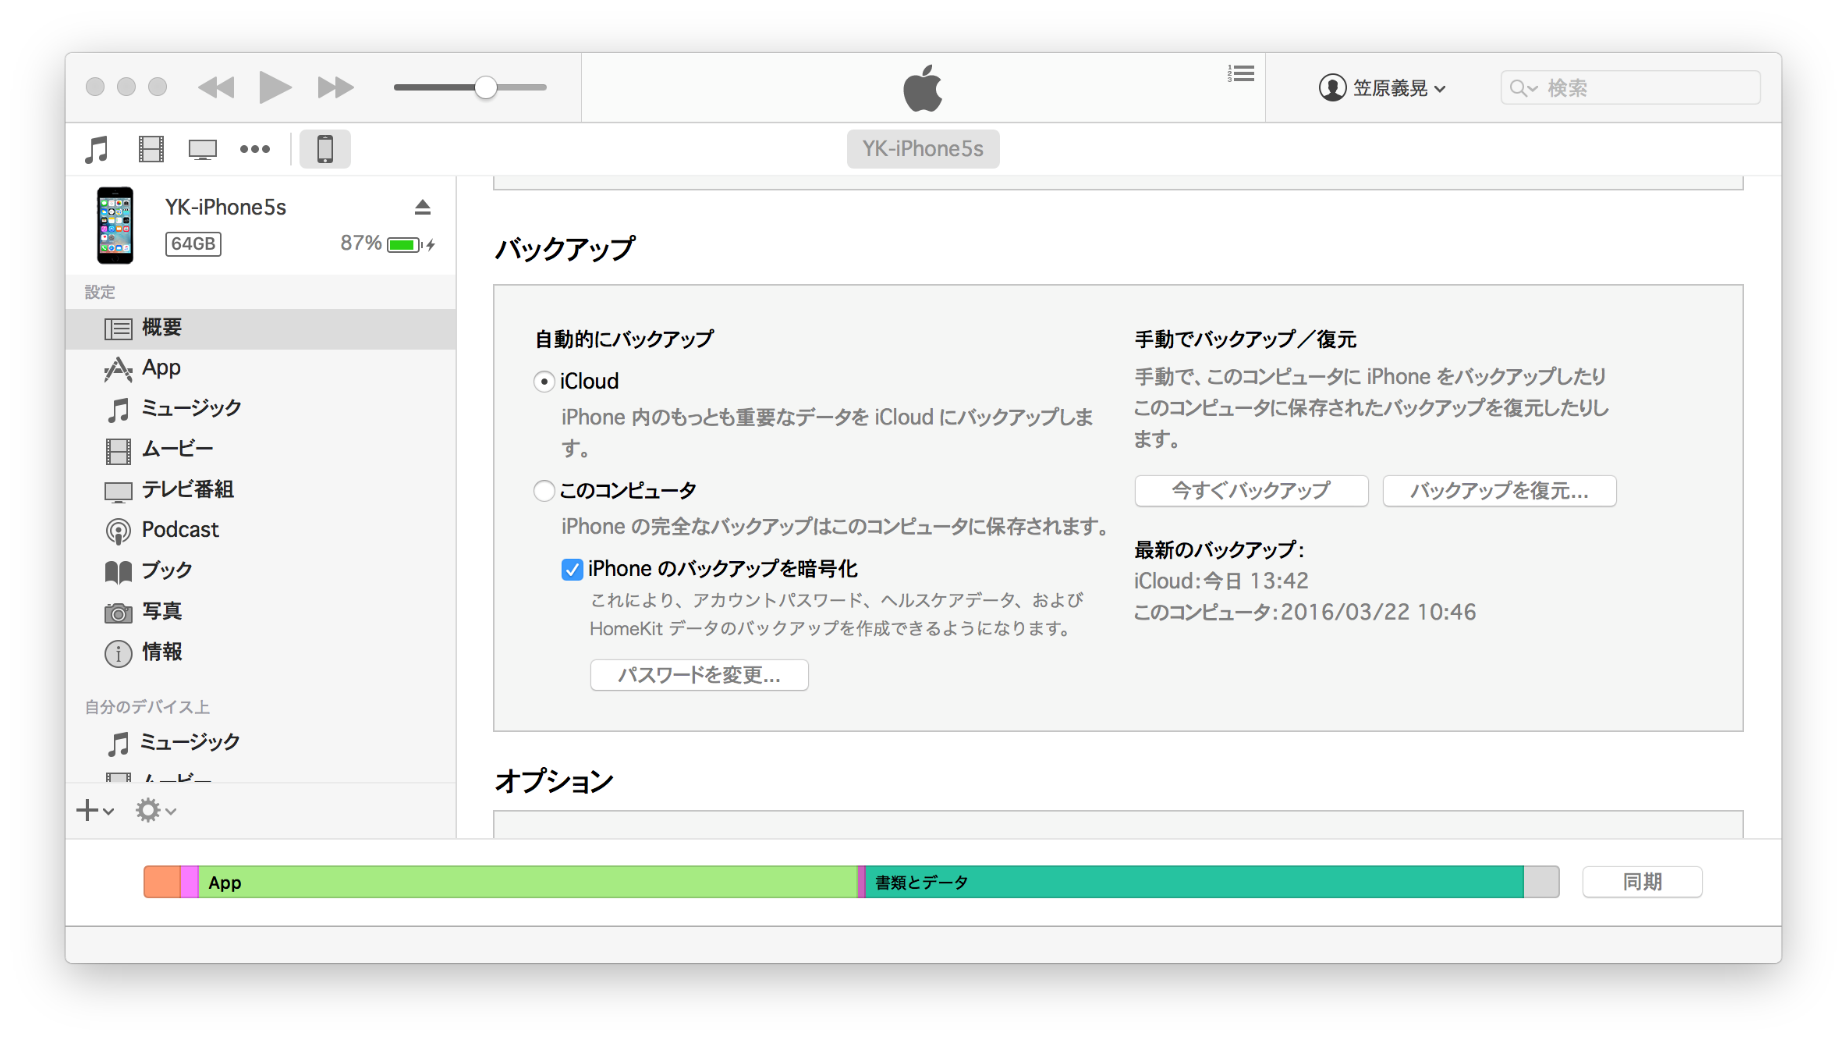 笠原義晃
検索
YK-iPhone5s
YK-iPhone5s
64GB
87%
設定
概要
App
ミュージック
ムービー
テレビ番組
Podcast
ブック
写真
情報
自分のデバイス上
ミュージック
ムービー
バックアップ
自動的にバックアップ
iCloud
iPhone 内のもっとも重要なデータを iCloud にバックアップしま
す。
このコンピュータ
iPhone の完全なバックアップはこのコンピュータに保存されます。
iPhone のバックアップを暗号化
これにより、アカウントパスワード、ヘルスケアデータ、および
HomeKit データのバックアップを作成できるようになります。
パスワードを変更...
手動でバックアップ／復元
手動で、このコンピュータに iPhone をバックアップしたり
このコンピュータに保存されたバックアップを復元したりし
ます。
今すぐバックアップ
バックアップを復元...
最新のバックアップ：
iCloud：今日 13:42
このコンピュータ：2016/03/22 10:46
オプション
App
書類とデータ
同期